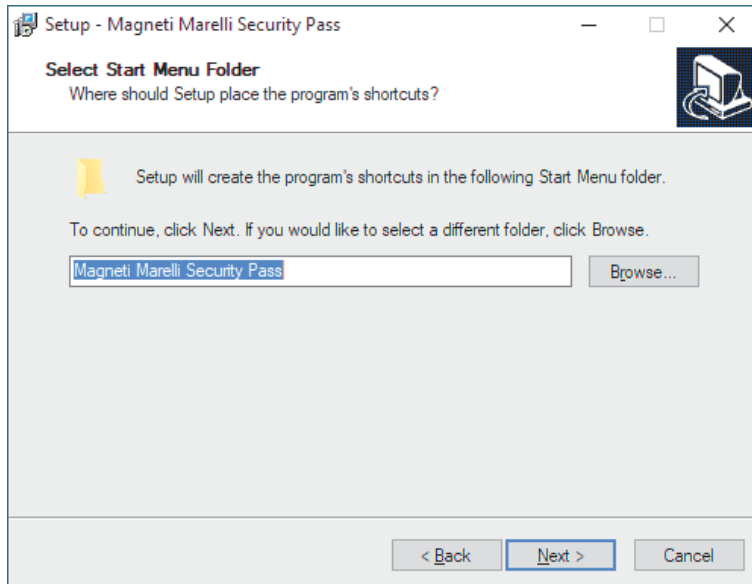 Setup - Magneti Marelli Security Pass
Select Start Menu Folder
Where should Setup place the program's shortcuts?
Setup will create the program's shortcuts in the following Start Menu folder.
To continue, click Next. If you would like to select a different folder, click Browse.
Magneti Marelli Security Pass
Browse...
< Back
Next >
Cancel